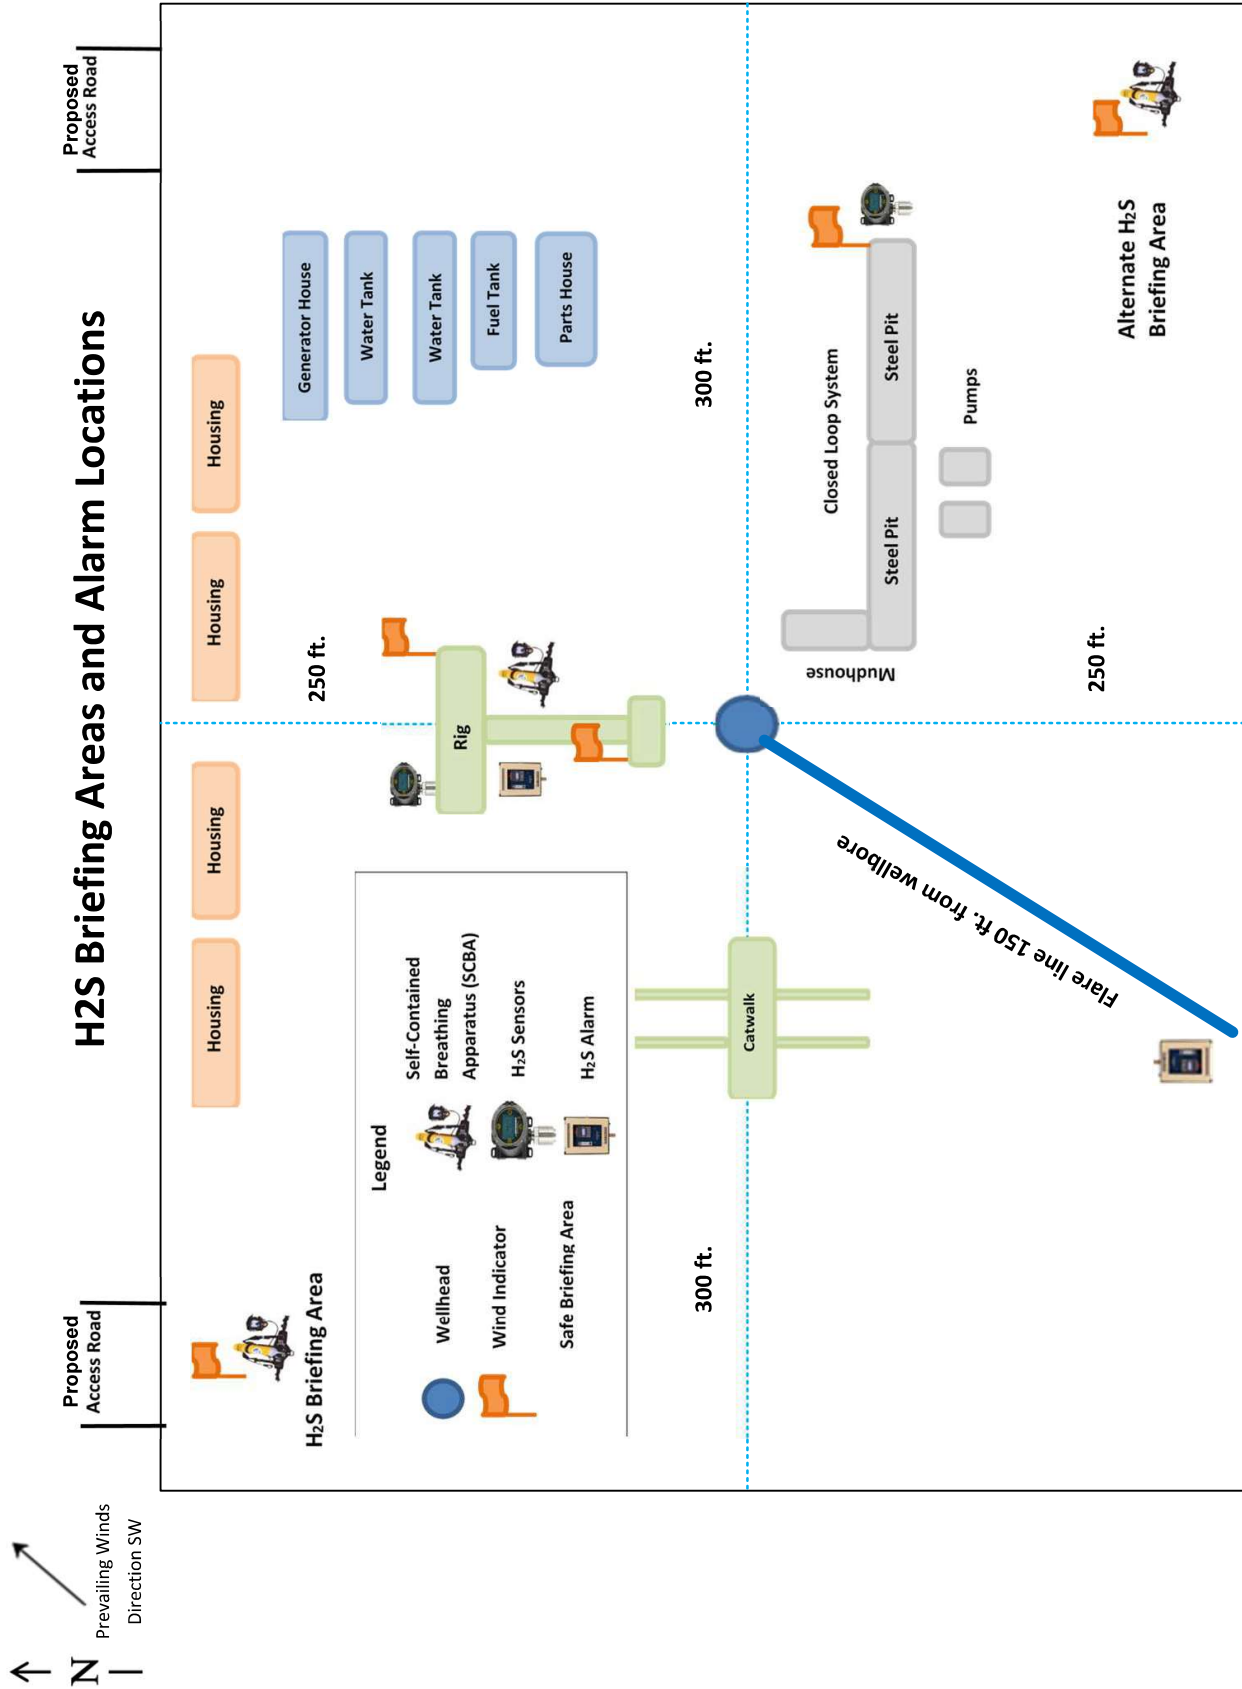 H2S Briefing Areas and Alarm Locations
N
Prevailing Winds
Direction SW
Proposed
Access Road
Proposed
Access Road
Housing
Housing
Housing
Housing
H2S Briefing Area
250 ft.
Generator House
Water Tank
Water Tank
Fuel Tank
Parts House
Rig
Legend
Wellhead
Wind Indicator
Safe Briefing Area
Self-Contained
Breathing
Apparatus (SCBA)
H2S Sensors
H2S Alarm
300 ft.
300 ft.
Catwalk
Mudhouse
Closed Loop System
Steel Pit
Steel Pit
Pumps
Flare line 150 ft. from wellbore
250 ft.
Alternate H2S
Briefing Area